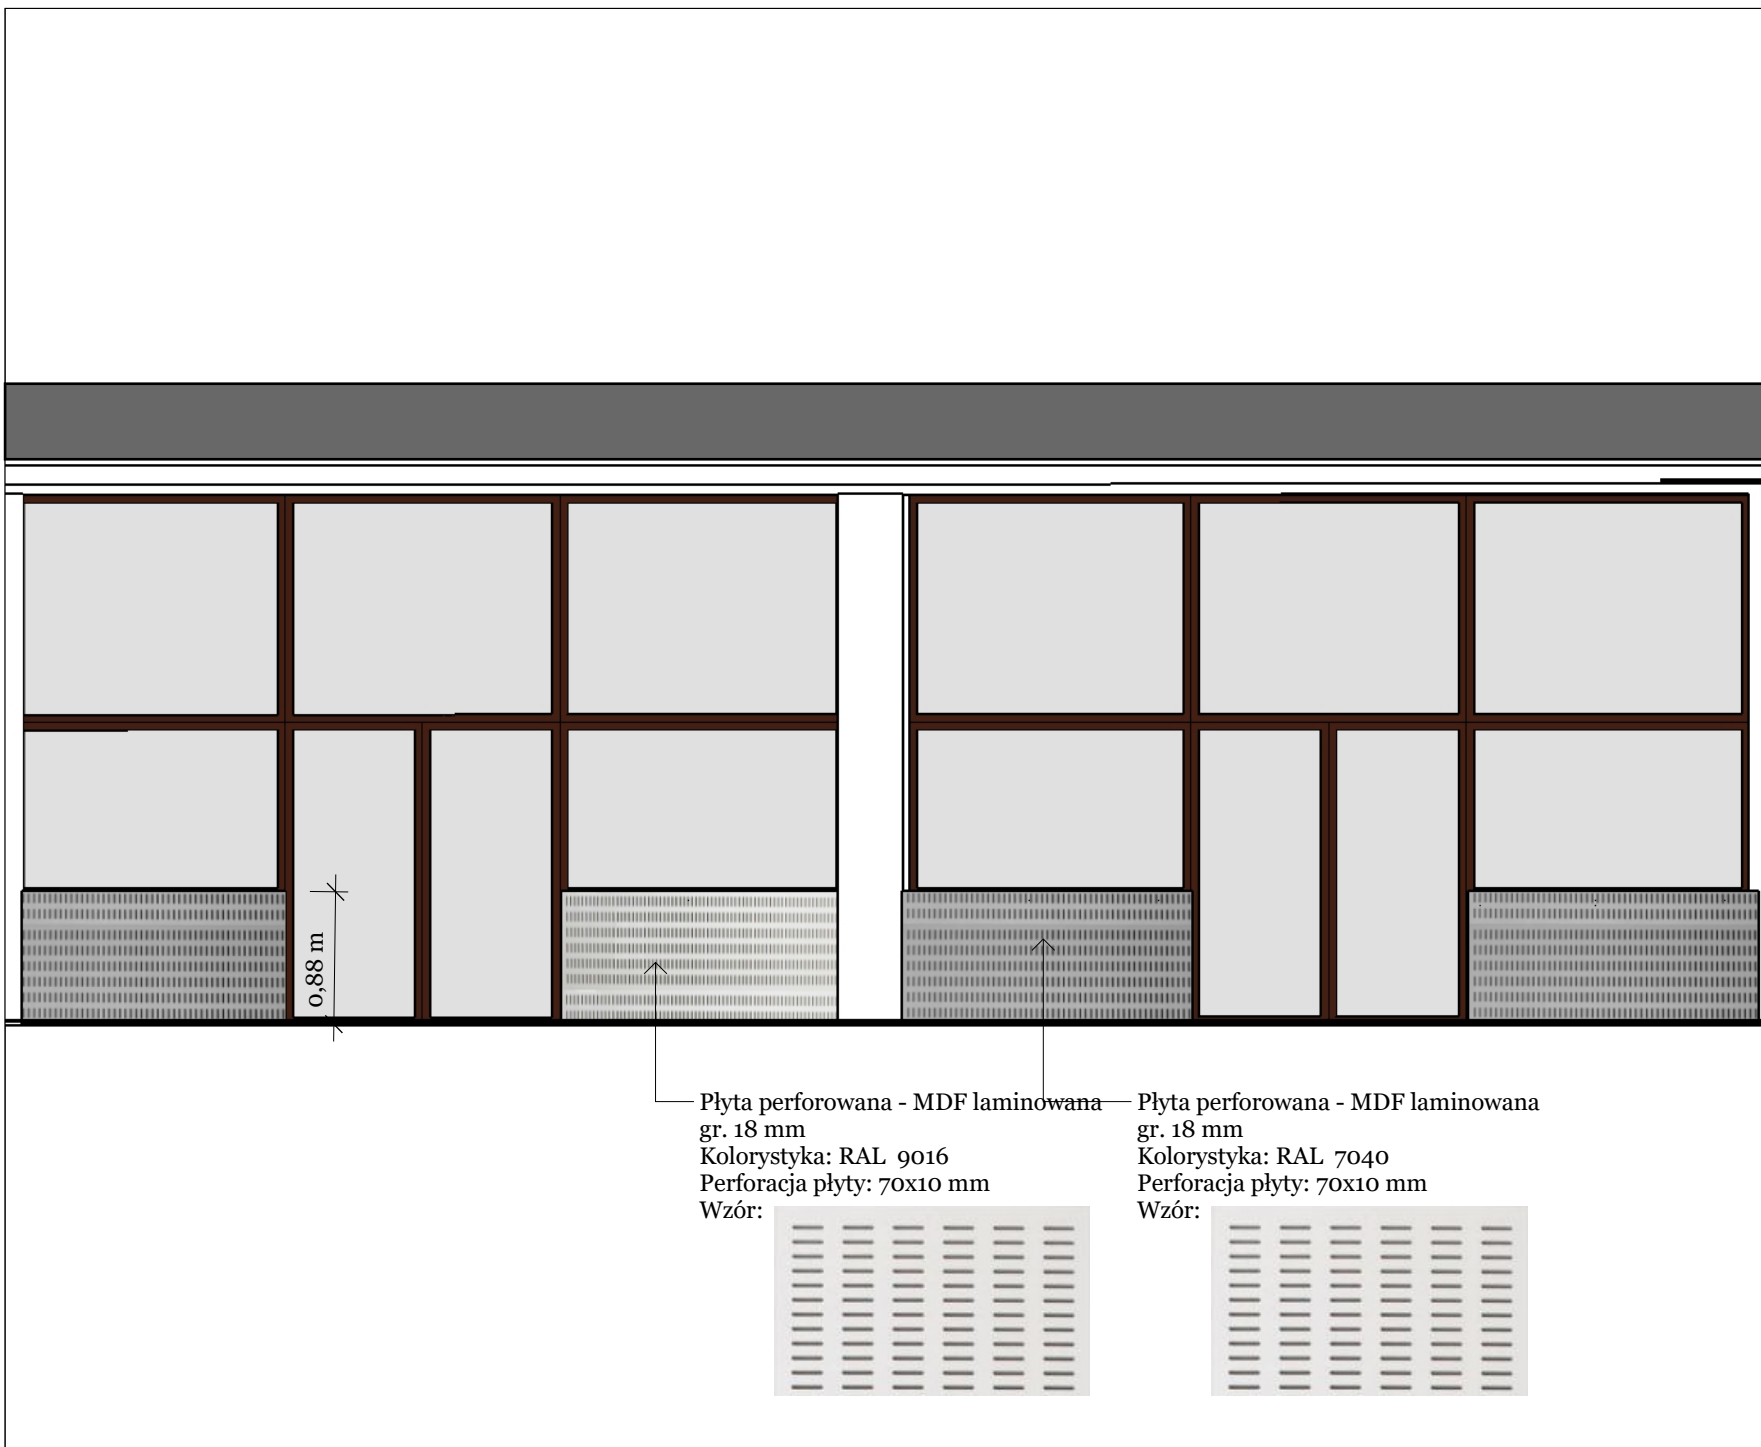 0,88 m
Płyta perforowana - MDF laminowana
gr. 18 mm
Kolorystyka: RAL  9016
Perforacja płyty: 70x10 mm
Wzór:
Płyta perforowana - MDF laminowana
gr. 18 mm
Kolorystyka: RAL  7040
Perforacja płyty: 70x10 mm
Wzór: